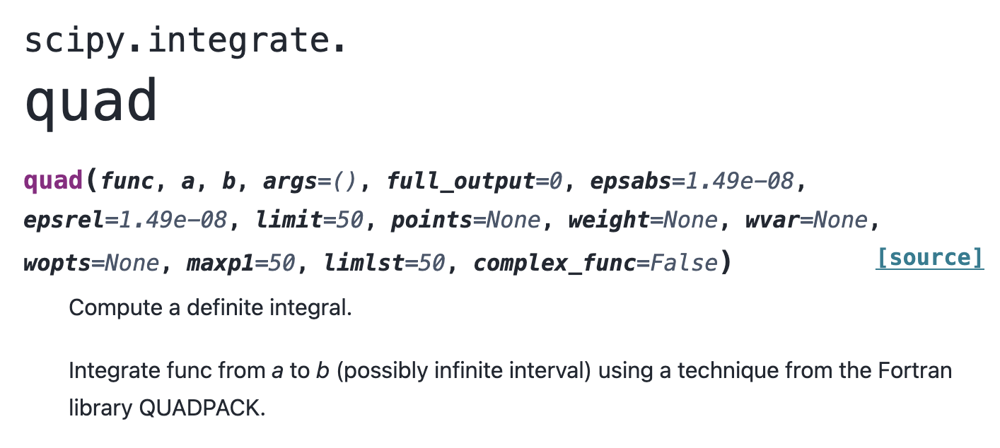 scipy.integrate.
quad
quad(func, a, b, args=(), full_output=0, epsabs=1.49e-08,
epsrel=1.49e-08, limit=50, points=None, weight=None, wvar=None,
wopts=None, maxp1=50, limlst=50, complex_func=False) [source]
Compute a definite integral.
Integrate func from a to b (possibly infinite interval) using a technique from the Fortran
library QUADPACK.